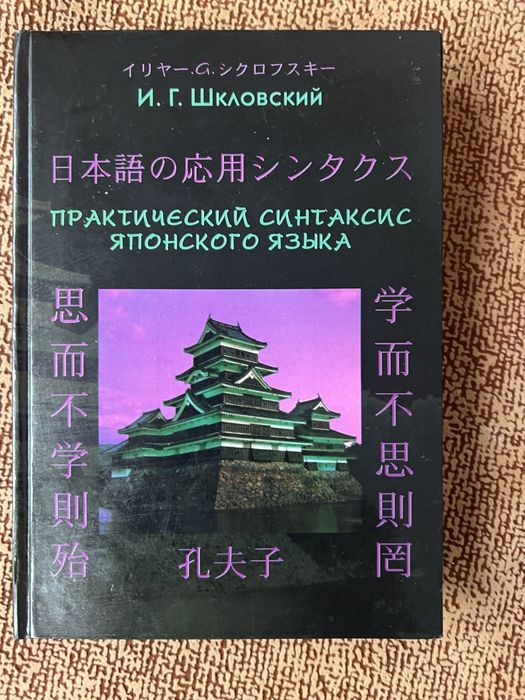 イリヤー.G.シクロフスキー
И. Г. Шкловский
日本語の応用シンタクス
ПРАКТИЧЕСКИЙ СИНТАКСИС
ЯПОНСКОГО ЯЗЫКА
学而不思則罔
思而不学則殆
孔夫子